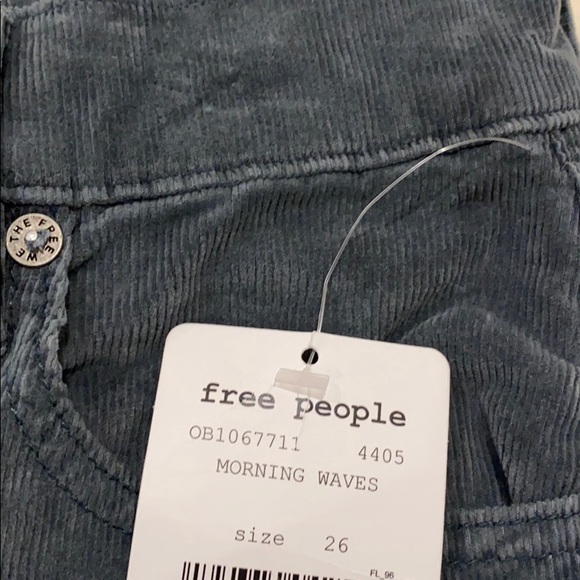 WE THE FREE
free people
OB1067711 4405
MORNING WAVES
size 26
FL_96